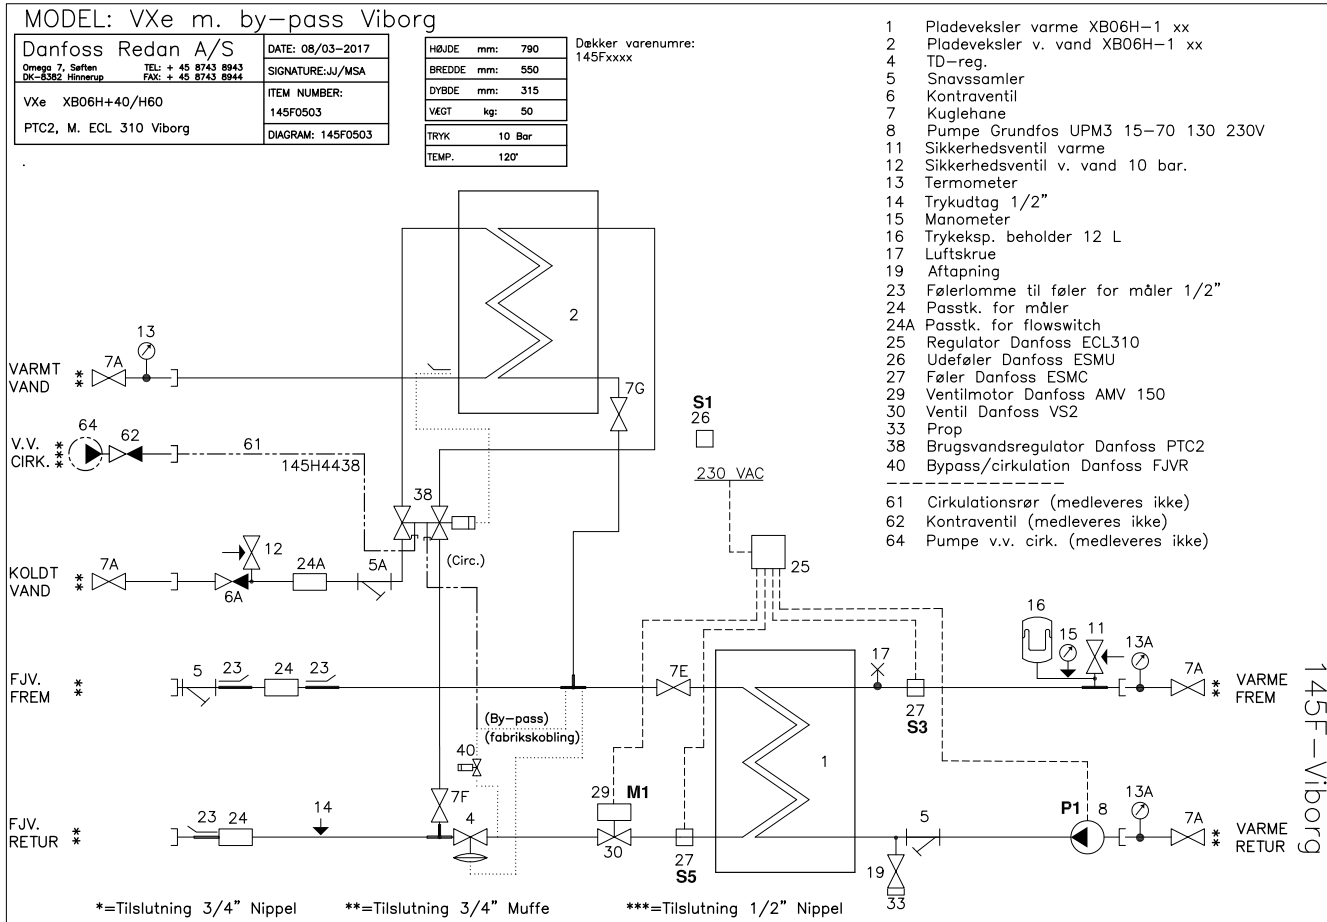 MODEL: VXe m. by-pass Viborg
Danfoss Redan A/S
Omega 7, Søften
DK-8382 Hinnerup
TEL: + 45 8743 8943
FAX: + 45 8743 8944
DATE: 08/03-2017
SIGNATURE:JJ/MSA
VXe XB06H+40/H60
PTC2, M. ECL 310 Viborg
ITEM NUMBER:
145F0503
DIAGRAM: 145F0503
HØJDE mm: 790
BREDDE mm: 550
DYBDE mm: 315
VÆGT kg: 50
TRYK 10 Bar
TEMP. 120°
Dækker varenumre:
145Fxxxx
1 Pladeveksler varme XB06H-1 xx
2 Pladeveksler v. vand XB06H-1 xx
4 TD-reg.
5 Snavssamler
6 Kontraventil
7 Kuglehane
8 Pumpe Grundfos UPM3 15-70 130 230V
11 Sikkerhedsventil varme
12 Sikkerhedsventil v. vand 10 bar.
13 Termometer
14 Trykudtag 1/2”
15 Manometer
16 Trykeksp. beholder 12 L
17 Luftskrue
19 Aftapning
23 Følerlomme til føler for måler 1/2”
24 Passtk. for måler
24A Passtk. for flowswitch
25 Regulator Danfoss ECL310
26 Udeføler Danfoss ESMU
27 Føler Danfoss ESMC
29 Ventilmotor Danfoss AMV 150
30 Ventil Danfoss VS2
33 Prop
38 Brugsvandsregulator Danfoss PTC2
40 Bypass/cirkulation Danfoss FJVR
61 Cirkulationsrør (medleveres ikke)
62 Kontraventil (medleveres ikke)
64 Pumpe v.v. cirk. (medleveres ikke)
2
13
7A
VARMT
VAND
**
7G
S1
26
64
62
61
V.V.
CIRK.
***
145H4438
230 VAC
38
12
(Circ.)
KOLDT
VAND
**
7A
6A
24A
5A
25
16
15
11
13A
7A
FJV.
FREM
**
5
23
24
23
7E
17
27
S3
**
VARME
FREM
(By-pass)
(fabrikskobling)
40
1
29
M1
7F
23
24
14
4
FJV.
RETUR
**
30
27
S5
5
P1
8
13A
7A
**
VARME
RETUR
19
33
145F-Viborg
*=Tilslutning 3/4” Nippel
**=Tilslutning 3/4” Muffe
***=Tilslutning 1/2” Nippel